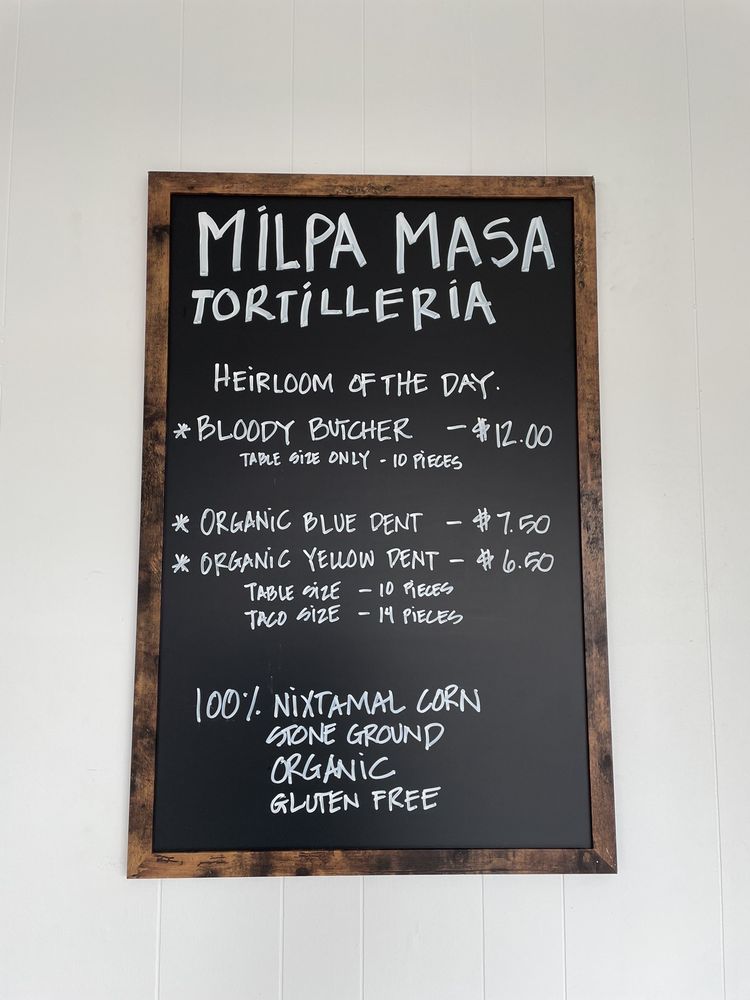 MiLPA MASA
TORTiLLERiA
HEiRLOOM OF THE DAY.
* BLOODY BUTCHER - $12.00
TABLE SiZE ONLY - 10 PiECES
* ORGANiC BLUE DENT - $7.50
* ORGANiC YELLOW DENT - $6.50
TABLE SiZE - 10 PiECES
TACO SiZE - 14 PiECES
100% NiXTAMAL CORN
STONE GROUND
ORGANiC
GLUTEN FREE